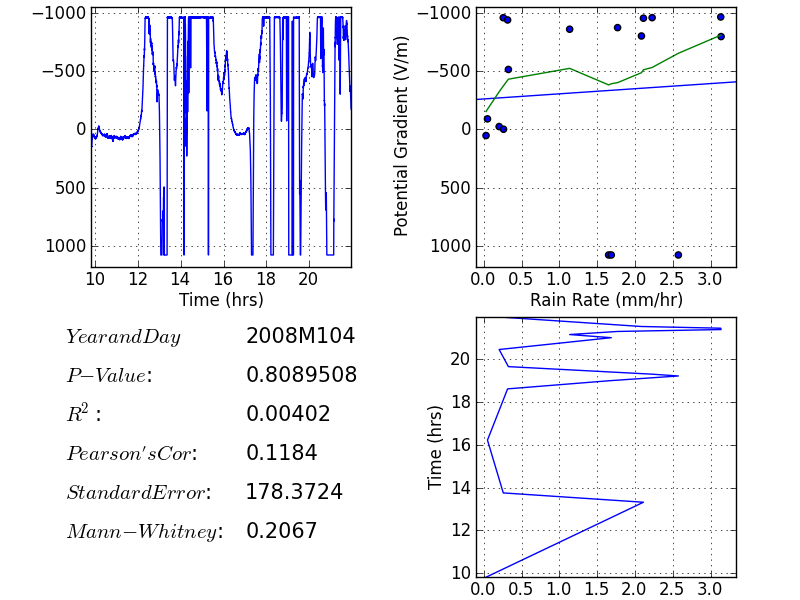 −1000
−500
0
500
1000
10 12 14 16 18 20
Time (hrs)
−1000
−500
0
500
1000
Potential Gradient (V/m)
0.0 0.5 1.0 1.5 2.0 2.5 3.0
Rain Rate (mm/hr)
YearandDay 2008M104
P−Value: 0.8089508
R²: 0.00402
Pearson'sCor: 0.1184
StandardError: 178.3724
Mann−Whitney: 0.2067
20
18
16
14
12
10
Time (hrs)
0.0 0.5 1.0 1.5 2.0 2.5 3.0